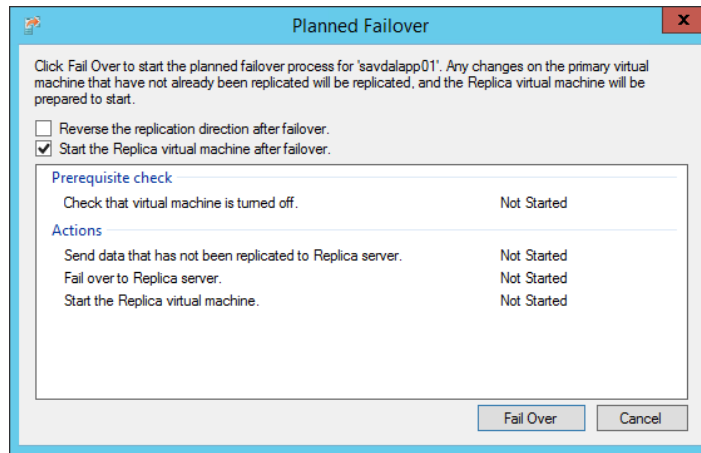 Planned Failover
x
Click Fail Over to start the planned failover process for 'savdalapp01'. Any changes on the primary virtual
machine that have not already been replicated will be replicated, and the Replica virtual machine will be
prepared to start.
Reverse the replication direction after failover.
Start the Replica virtual machine after failover.
Prerequisite check
Check that virtual machine is turned off. Not Started
Actions
Send data that has not been replicated to Replica server. Not Started
Fail over to Replica server. Not Started
Start the Replica virtual machine. Not Started
Fail Over Cancel